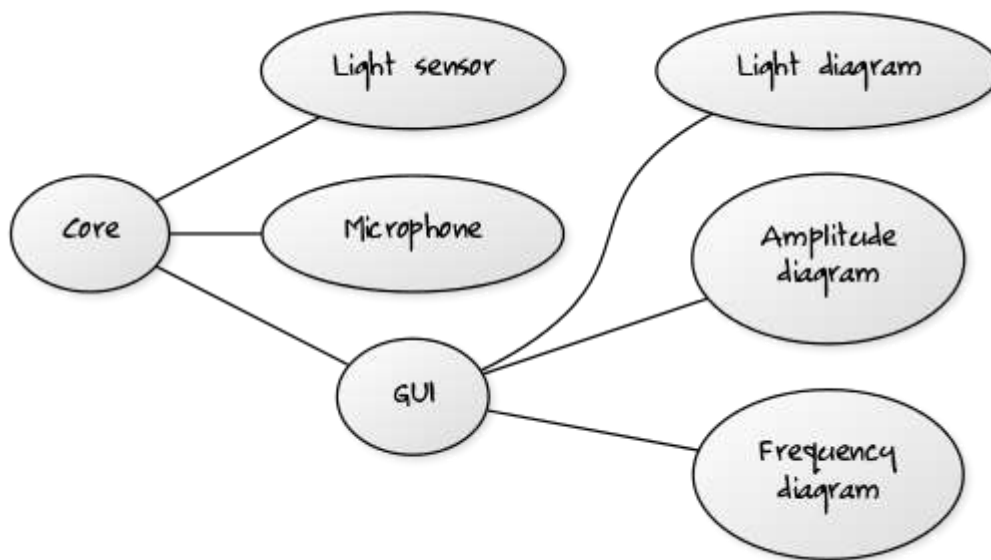 Light sensor
Light diagram
Core
Microphone
Amplitude
diagram
GUI
Frequency
diagram